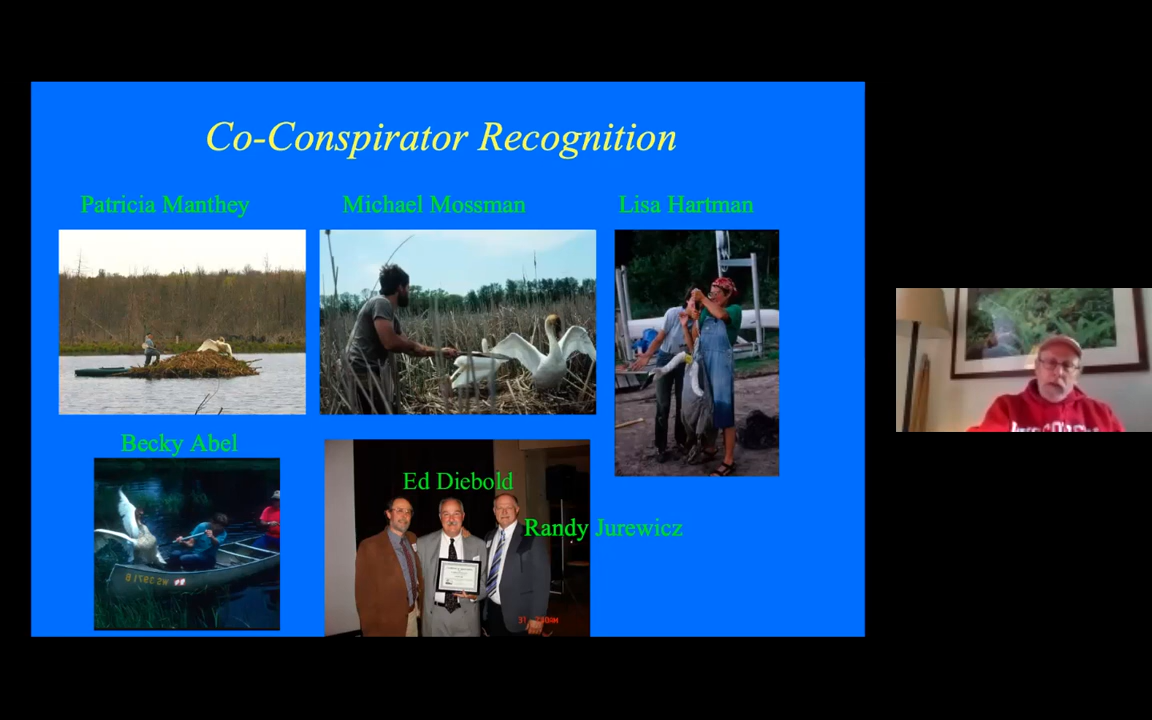 Co-Conspirator Recognition
Patricia Manthey
Michael Mossman
Lisa Hartman
Becky Abel
Ed Diebold
Randy Jurewicz